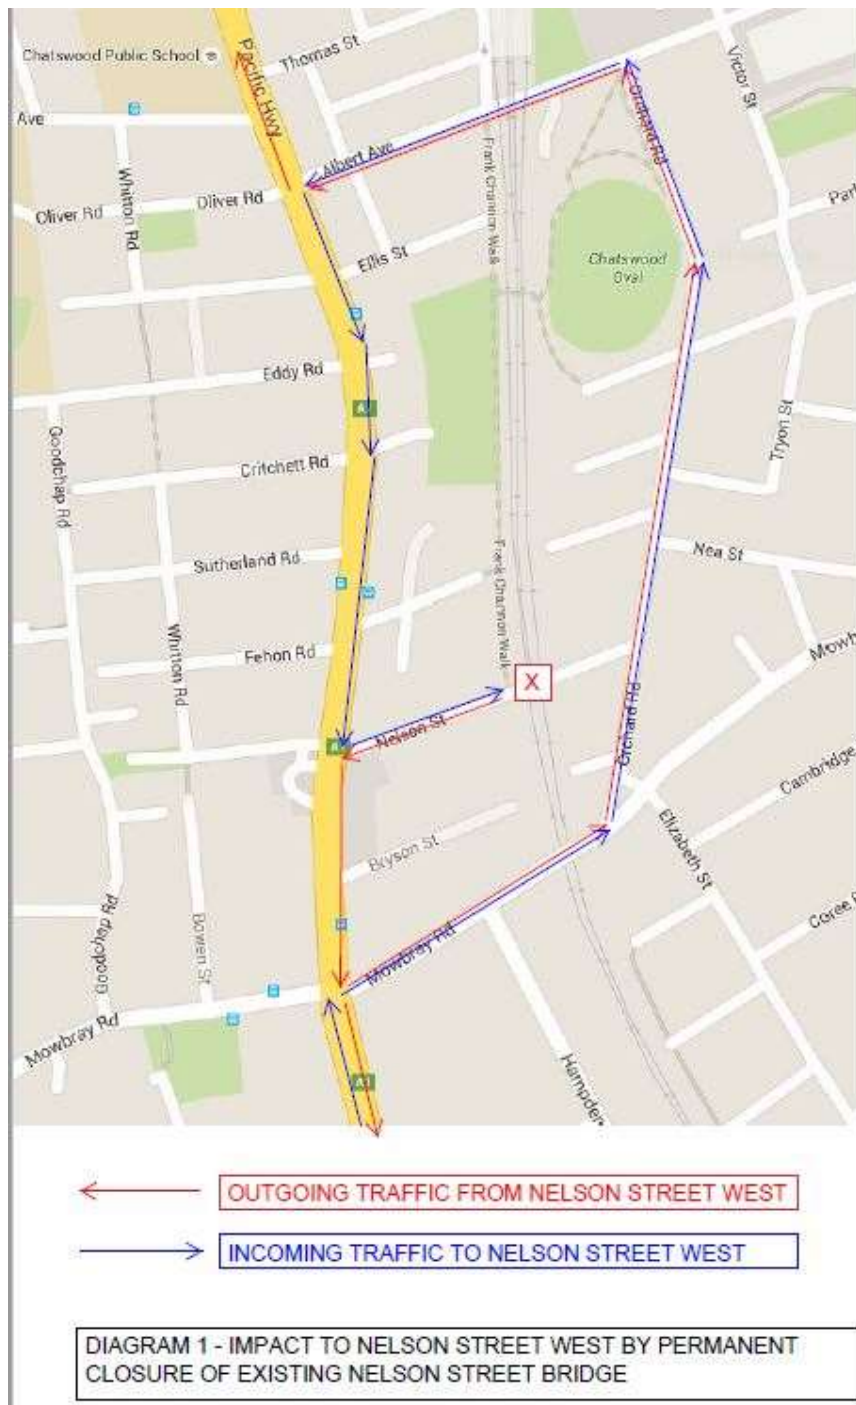 Chatswood Public School
Pacific Hwy
Thomas St
Victor St
Ave
Orchard Rd
Albert Ave
Whitton Rd
Frank Channon Walk
Oliver Rd
Oliver Rd
Par
Ellis St
Chatswood
Oval
Eddy Rd
Goodchap Rd
Critchett Rd
Tryon St
Sutherland Rd
Nea St
Frank Channon Walk
Whitton Rd
Fehon Rd
Mowb
X
Nelson St
Orchard Rd
Cambridge
Elizabeth St
Bryson St
Goodchap Rd
Bowen St
Mowbray Rd
Coree
Mowbray Rd
Hampden
A1
OUTGOING TRAFFIC FROM NELSON STREET WEST
INCOMING TRAFFIC TO NELSON STREET WEST
DIAGRAM 1 - IMPACT TO NELSON STREET WEST BY PERMANENT
CLOSURE OF EXISTING NELSON STREET BRIDGE